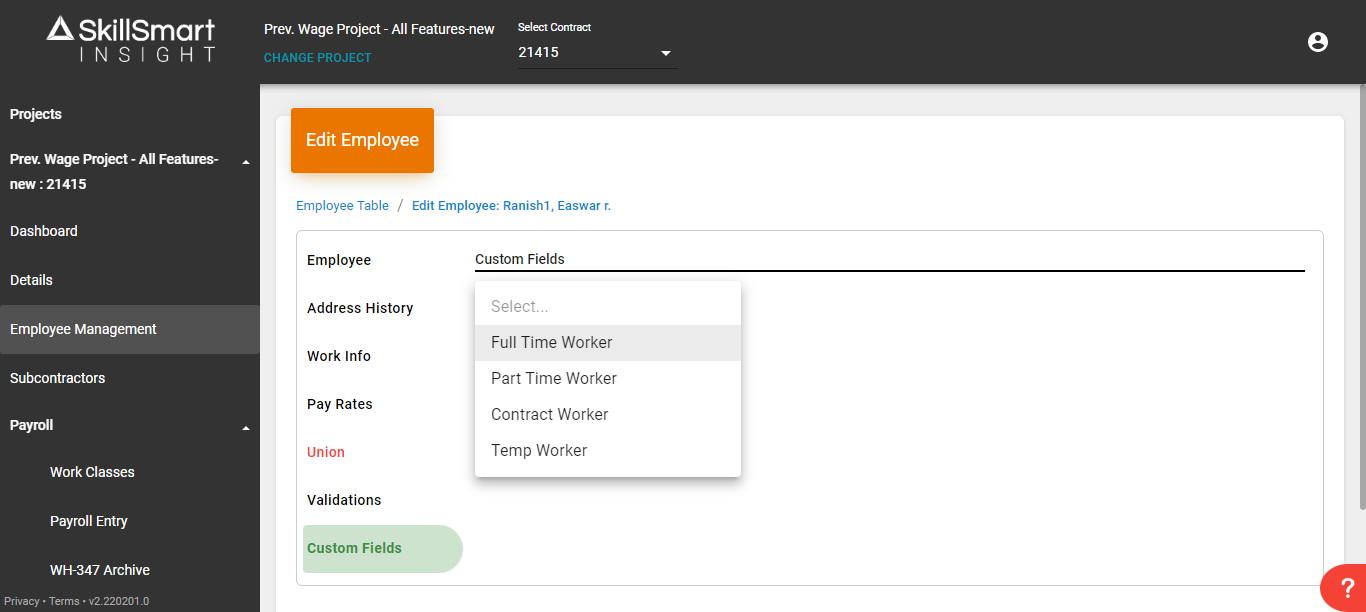 SkillSmart
INSIGHT
Prev. Wage Project - All Features-new
CHANGE PROJECT
Select Contract
21415
Projects
Prev. Wage Project - All Features-
new : 21415
Dashboard
Details
Employee Management
Subcontractors
Payroll
Work Classes
Payroll Entry
WH-347 Archive
Privacy • Terms • v2.220201.0
Edit Employee
Employee Table / Edit Employee: Ranish1, Easwar r.
Employee
Address History
Work Info
Pay Rates
Union
Validations
Custom Fields
Custom Fields
Select...
Full Time Worker
Part Time Worker
Contract Worker
Temp Worker
?